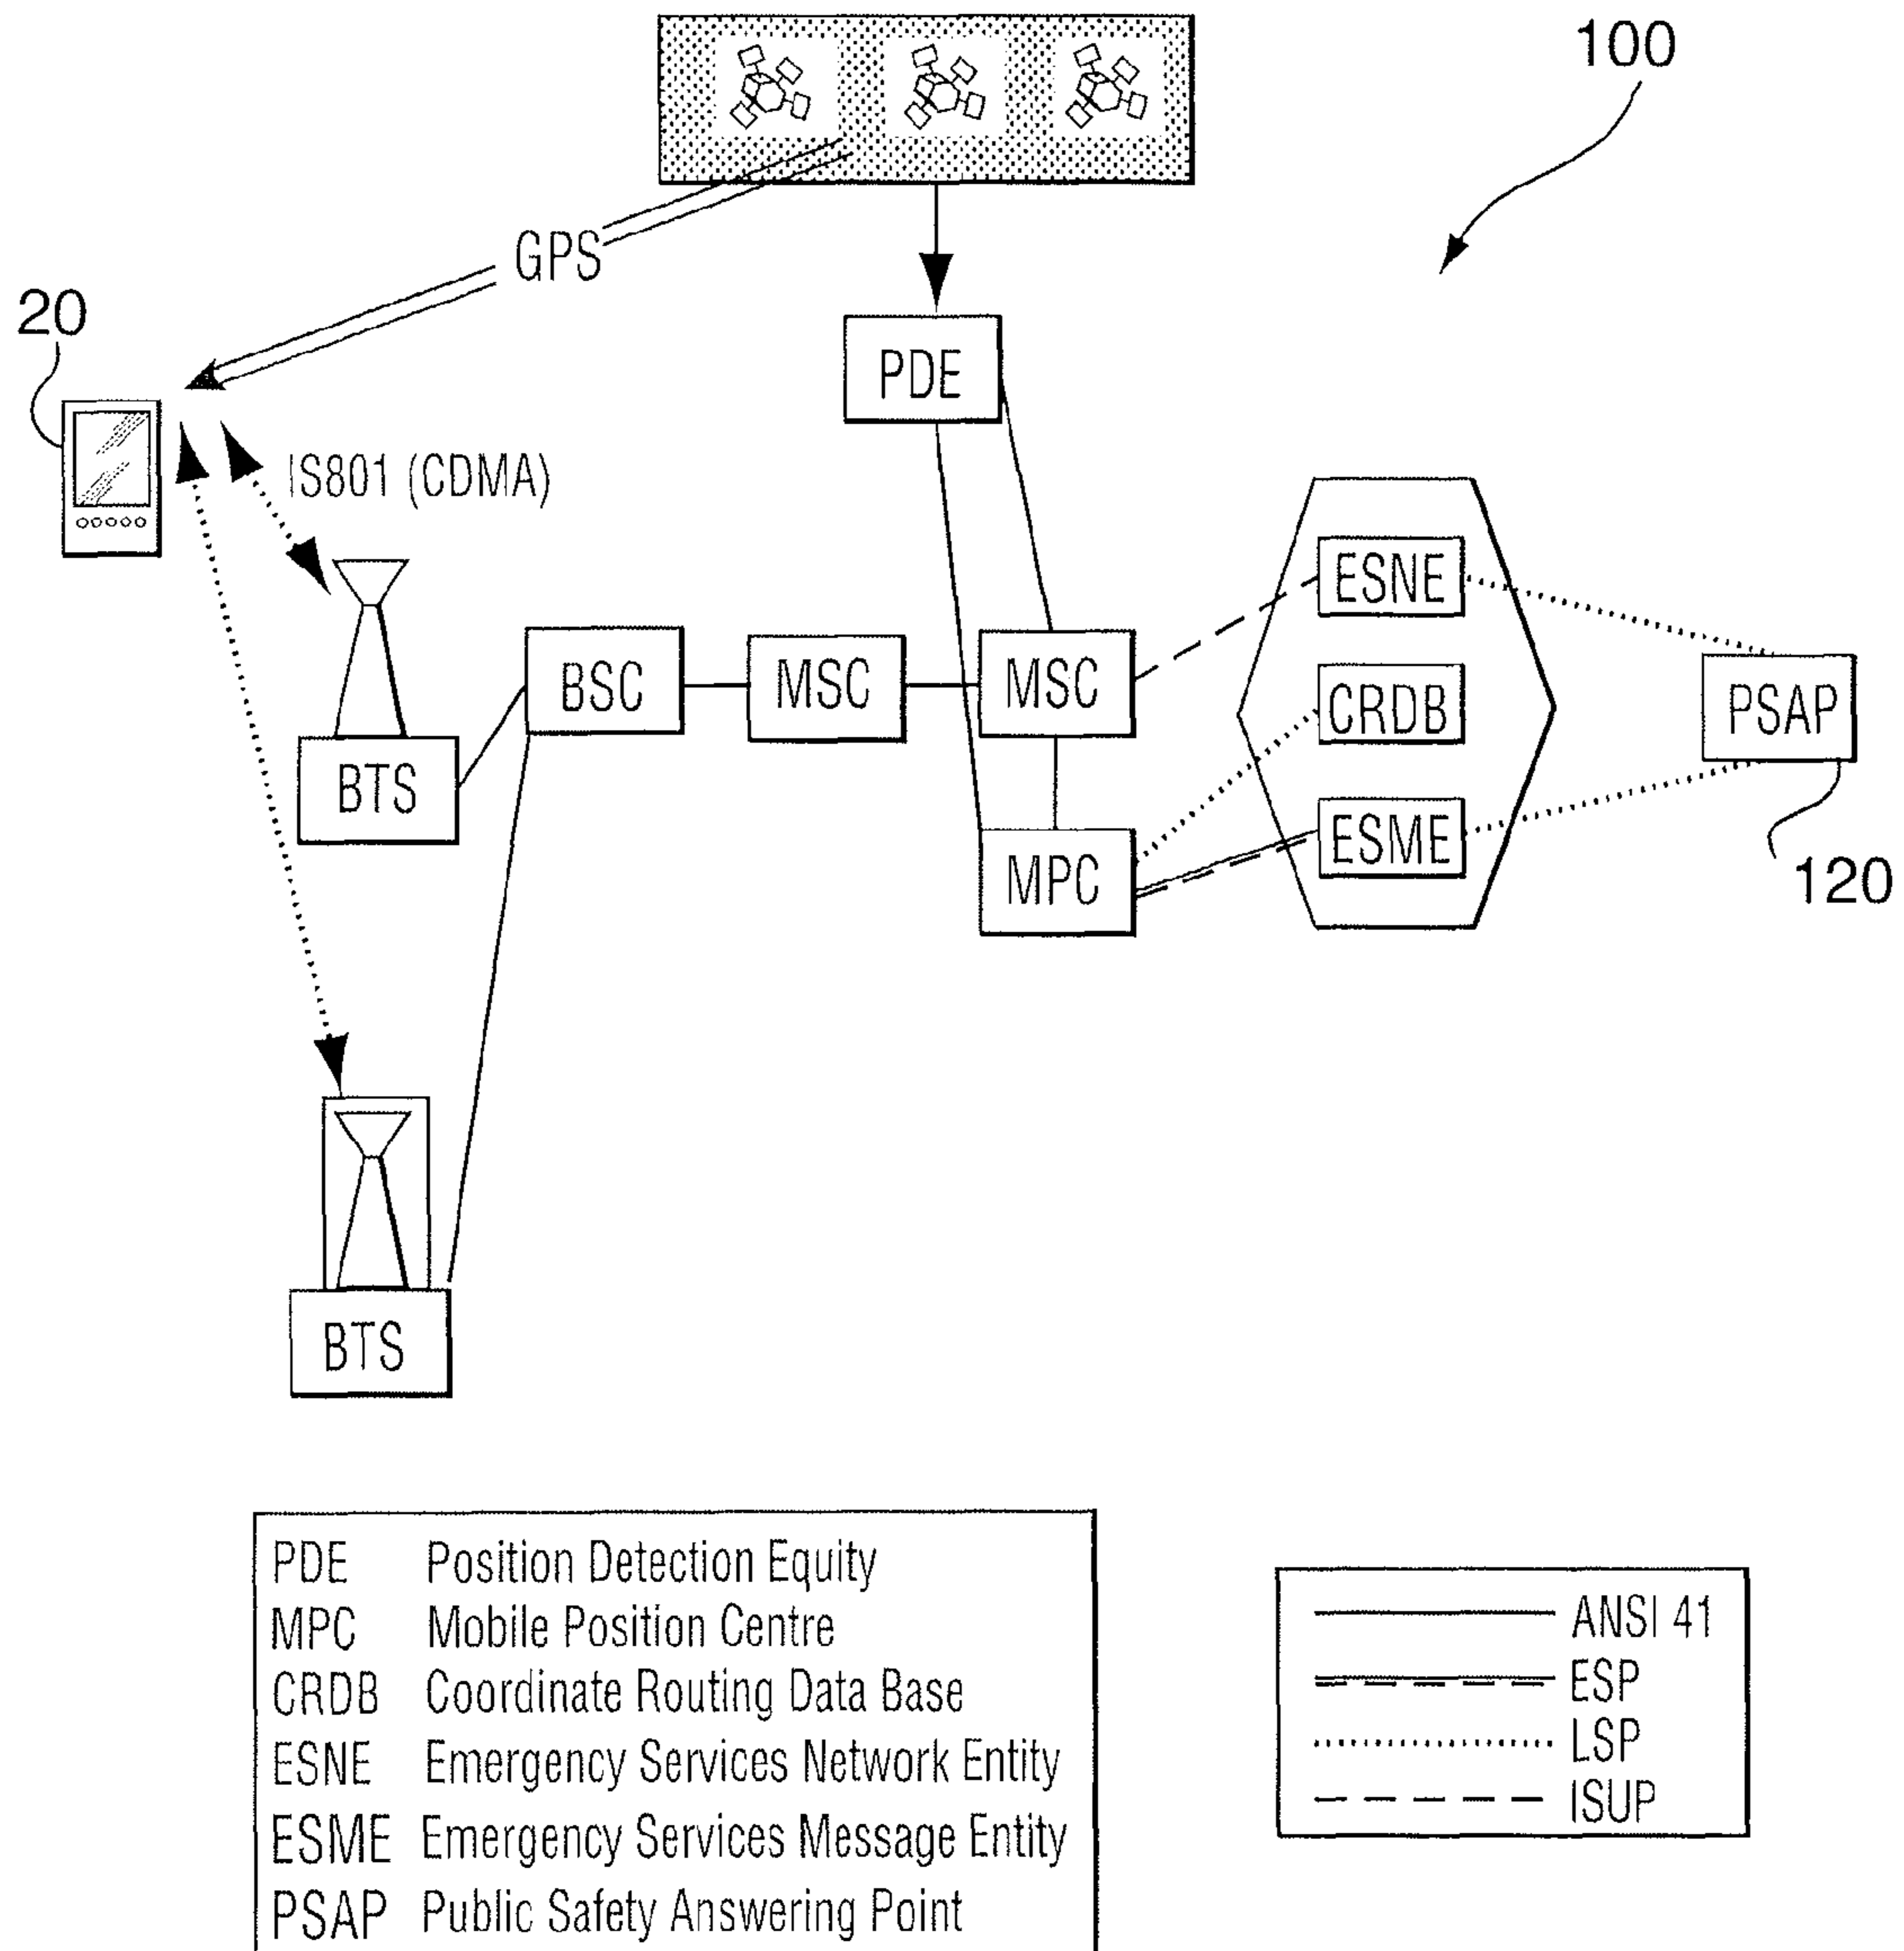 100
GPS
20
PDE
IS801 (CDMA)
ESNE
BSC
MSC
MSC
CRDB
PSAP
BTS
MPC
ESME
120
BTS
PDE Position Detection Equity
MPC Mobile Position Centre
CRDB Coordinate Routing Data Base
ESNE Emergency Services Network Entity
ESME Emergency Services Message Entity
PSAP Public Safety Answering Point
ANSI 41
ESP
LSP
ISUP